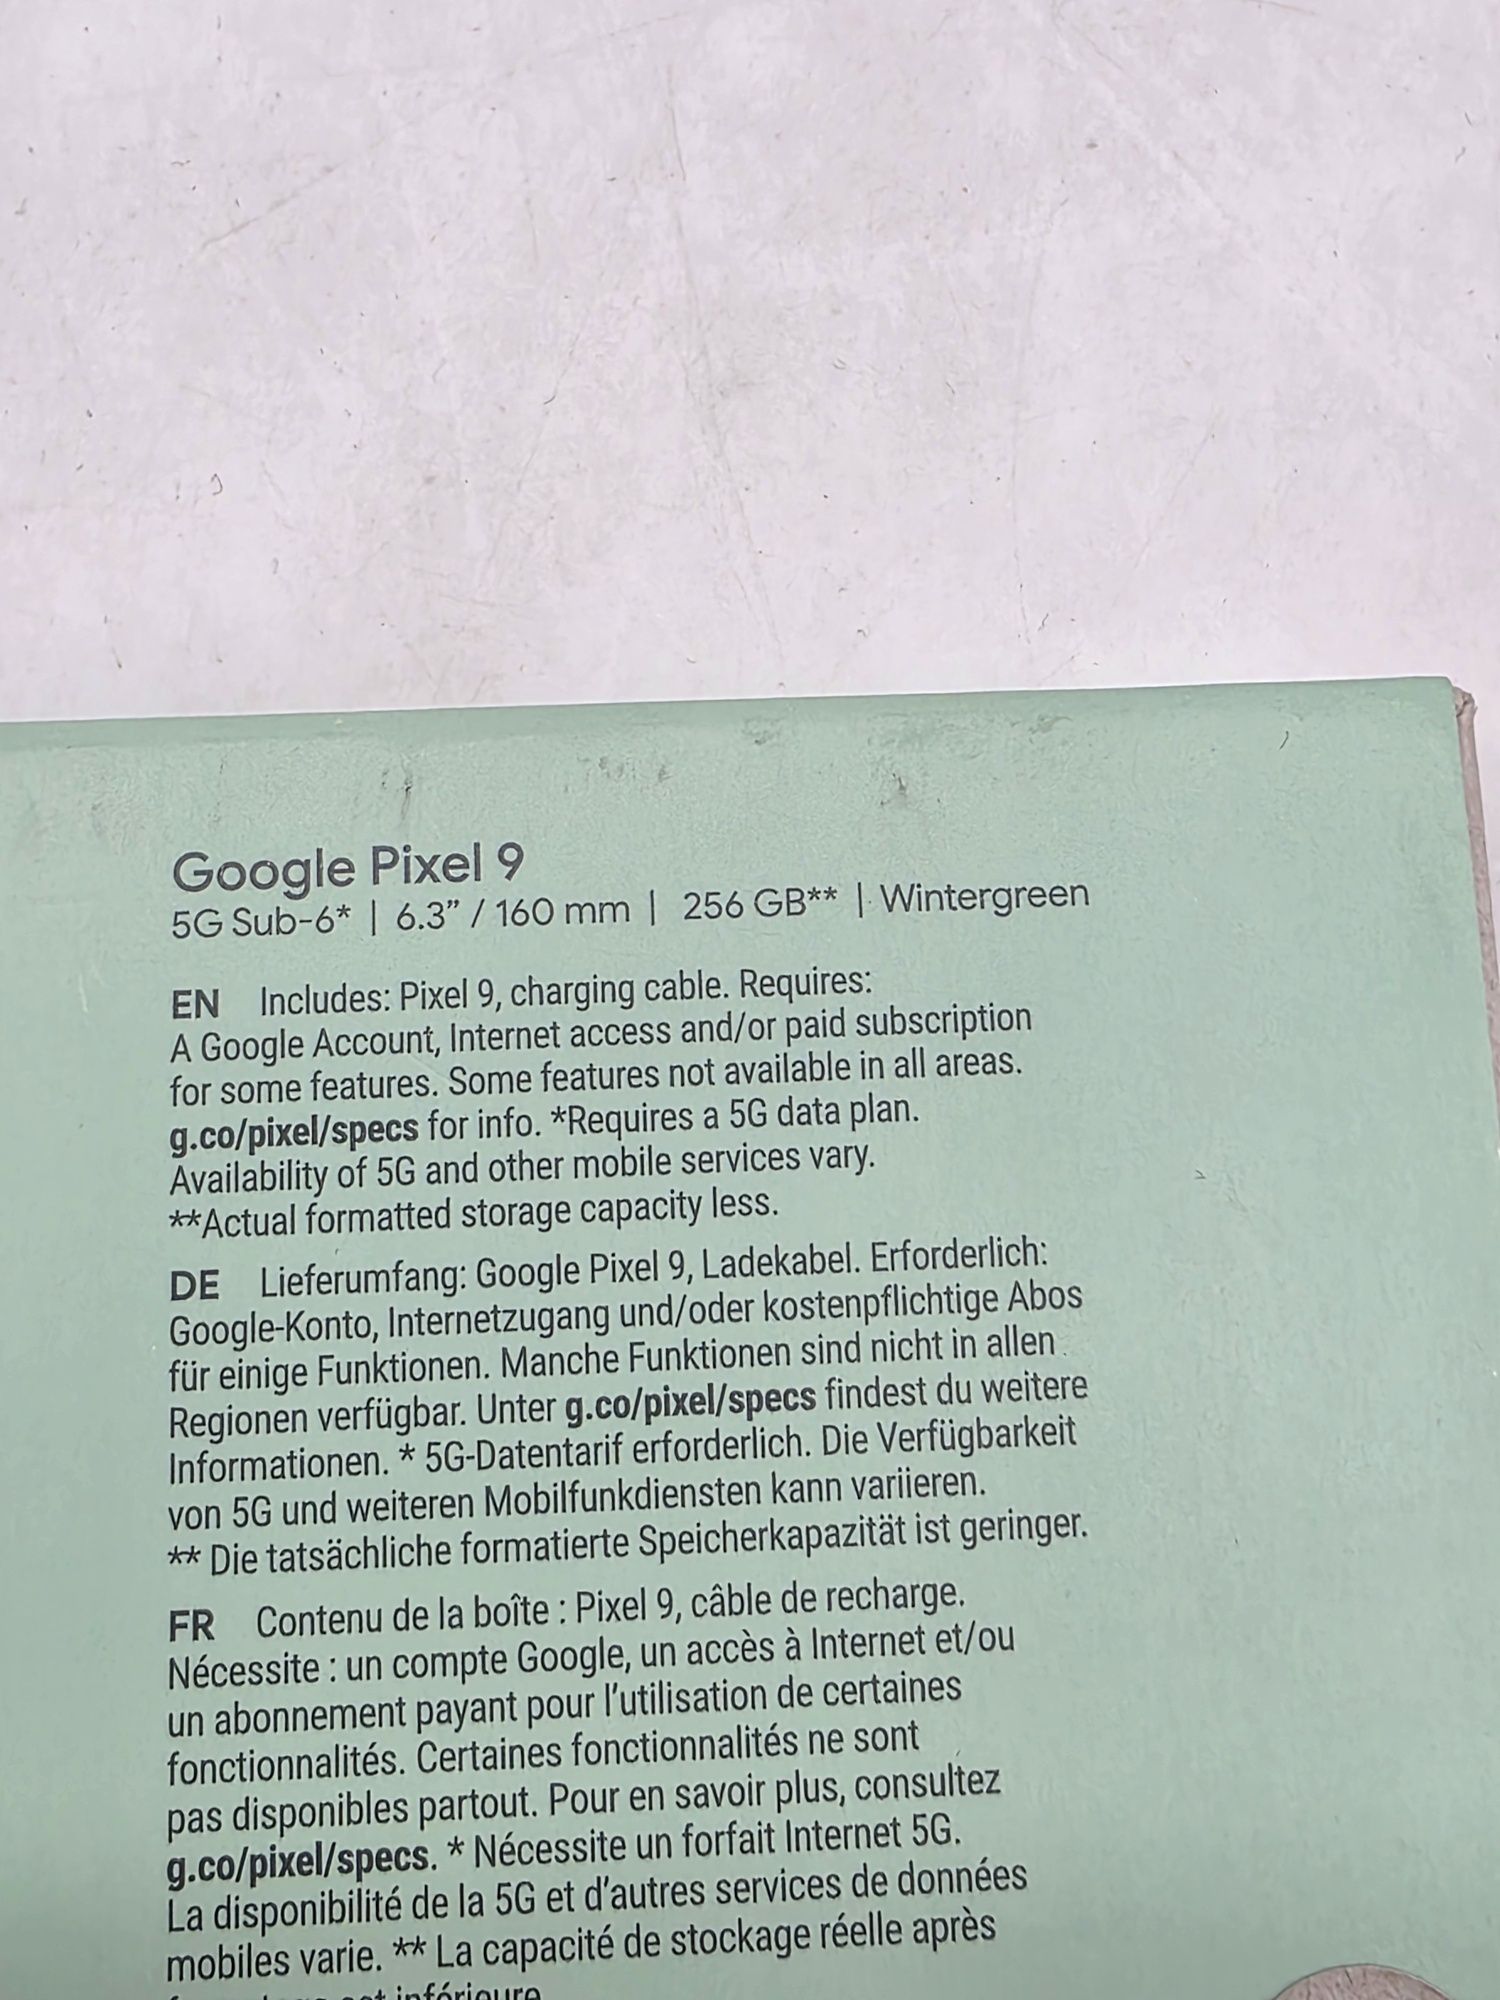 Google Pixel 9
5G Sub-6* | 6.3” / 160 mm | 256 GB** | Wintergreen
EN Includes: Pixel 9, charging cable. Requires:
A Google Account, Internet access and/or paid subscription
for some features. Some features not available in all areas.
g.co/pixel/specs for info. *Requires a 5G data plan.
Availability of 5G and other mobile services vary.
**Actual formatted storage capacity less.
DE Lieferumfang: Google Pixel 9, Ladekabel. Erforderlich:
Google-Konto, Internetzugang und/oder kostenpflichtige Abos
für einige Funktionen. Manche Funktionen sind nicht in allen
Regionen verfügbar. Unter g.co/pixel/specs findest du weitere
Informationen. * 5G-Datentarif erforderlich. Die Verfügbarkeit
von 5G und weiteren Mobilfunkdiensten kann variieren.
** Die tatsächliche formatierte Speicherkapazität ist geringer.
FR Contenu de la boîte : Pixel 9, câble de recharge.
Nécessite : un compte Google, un accès à Internet et/ou
un abonnement payant pour l’utilisation de certaines
fonctionnalités. Certaines fonctionnalités ne sont
pas disponibles partout. Pour en savoir plus, consultez
g.co/pixel/specs. * Nécessite un forfait Internet 5G.
La disponibilité de la 5G et d’autres services de données
mobiles varie. ** La capacité de stockage réelle après
est inférieure